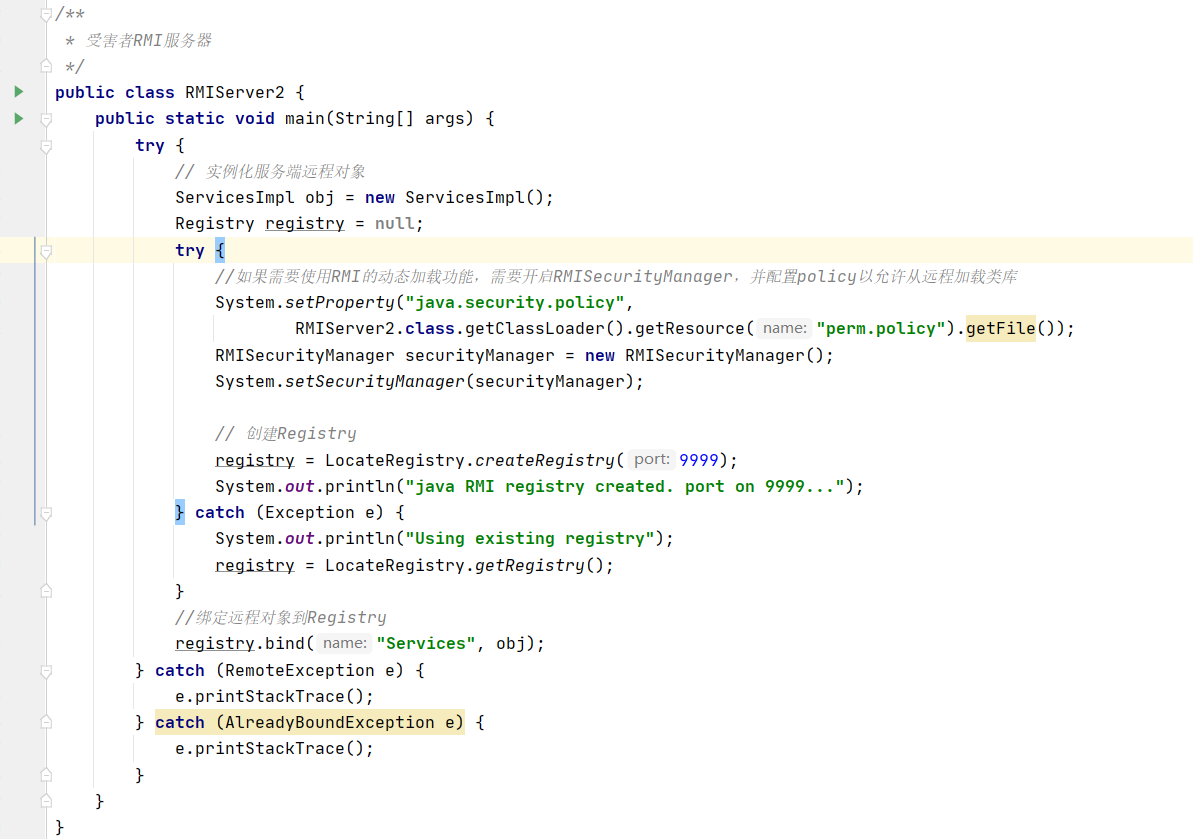 /**
 * 受害者RMI服务器
 */
public class RMIServer2 {
    public static void main(String[] args) {
        try {
            // 实例化服务端远程对象
            ServicesImpl obj = new ServicesImpl();
            Registry registry = null;
            try {
                //如果需要使用RMI的动态加载功能，需要开启RMISecurityManager，并配置policy以允许从远程加载类库
                System.setProperty("java.security.policy",
                        RMIServer2.class.getClassLoader().getResource( name: "perm.policy").getFile());
                RMISecurityManager securityManager = new RMISecurityManager();
                System.setSecurityManager(securityManager);
                // 创建Registry
                registry = LocateRegistry.createRegistry( port: 9999);
                System.out.println("java RMI registry created. port on 9999...");
            } catch (Exception e) {
                System.out.println("Using existing registry");
                registry = LocateRegistry.getRegistry();
            }
            //绑定远程对象到Registry
            registry.bind( name: "Services", obj);
        } catch (RemoteException e) {
            e.printStackTrace();
        } catch (AlreadyBoundException e) {
            e.printStackTrace();
        }
    }
}